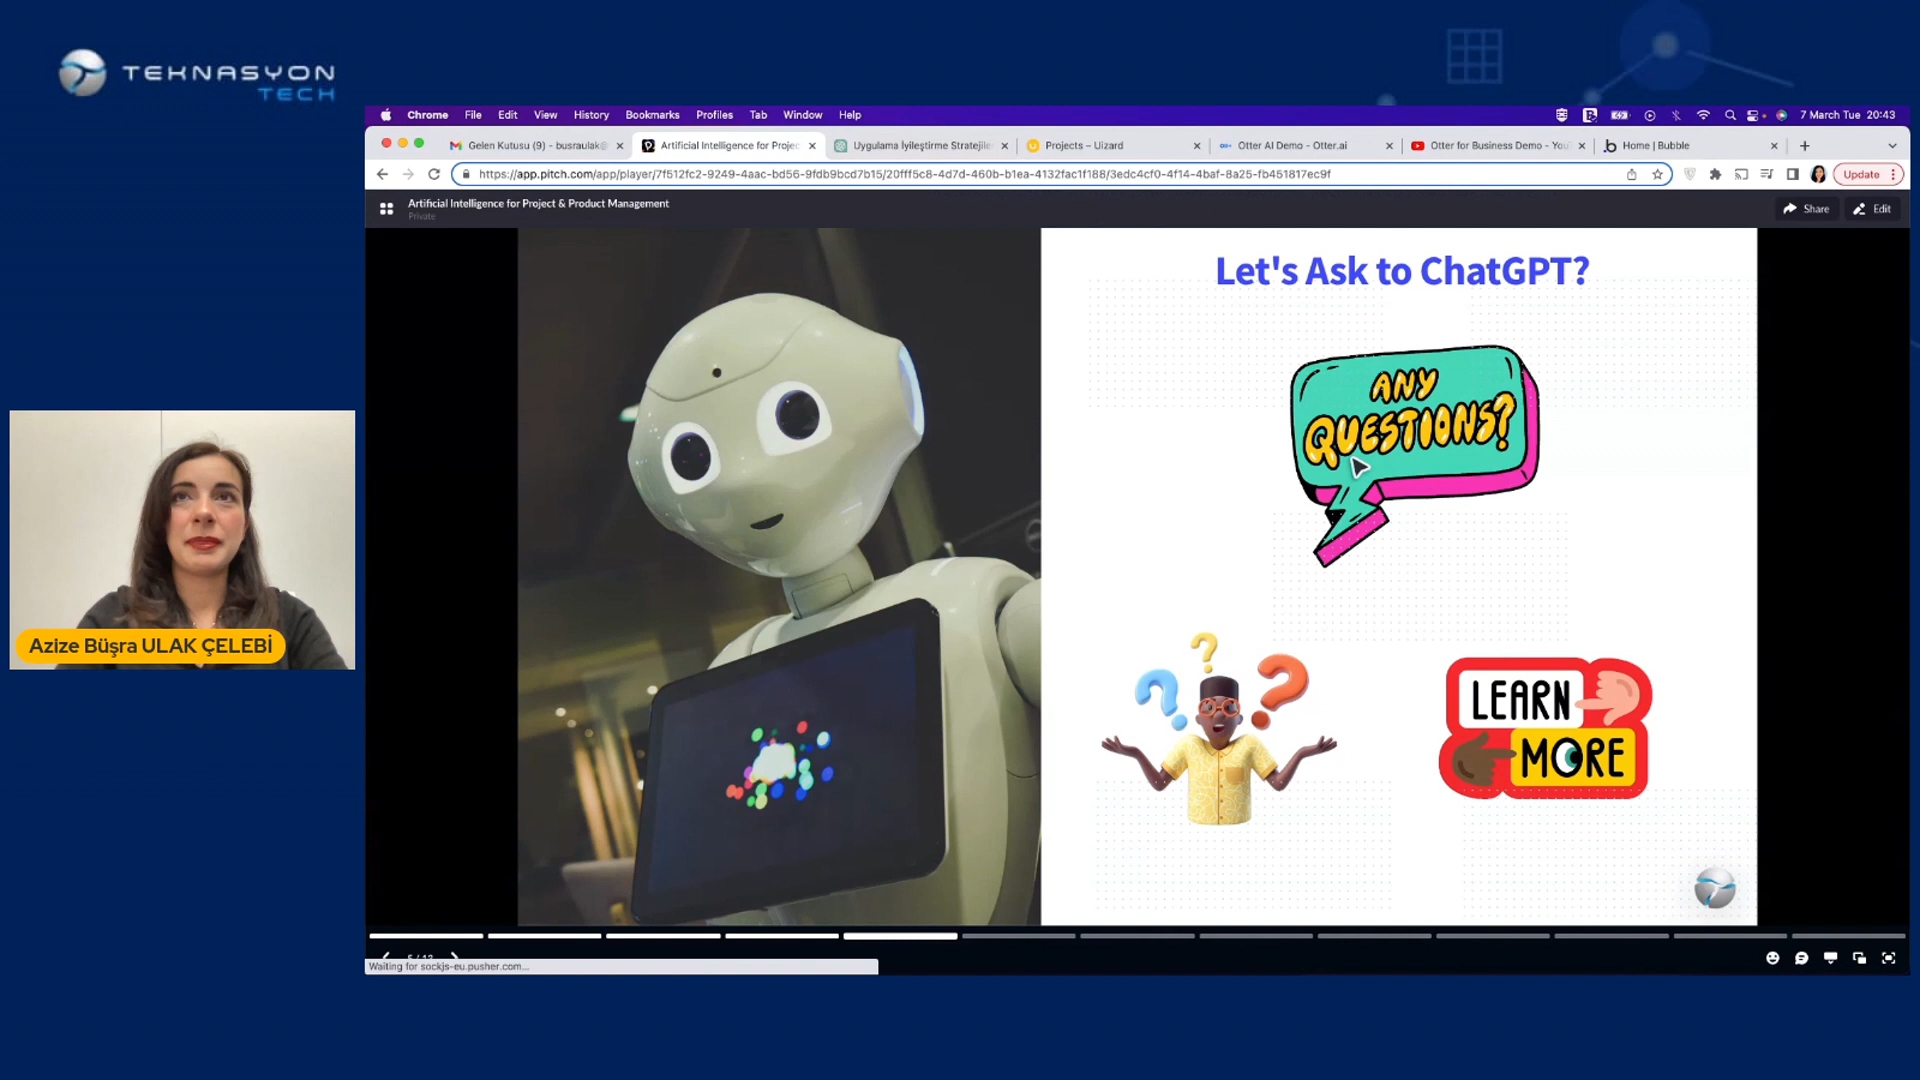 TEKNASYON
TECH
Chrome File Edit View History Bookmarks Profiles Tab Window Help
7 March Tue 20:43
Gelen Kutusu (9) - busraulak@
Artificial Intelligence for Projec
Uygulama İyileştirme Stratejile
Projects – Uizard
Otter AI Demo - Otter.ai
Otter for Business Demo - You
Home | Bubble
https://app.pitch.com/app/player/7f512fc2-9249-4aac-bd56-9fdb9bcd7b15/20fff5c8-4d7d-460b-b1ea-4132fac1f188/3edc4cf0-4f14-4baf-8a25-fb451817ec9f
Update
Artificial Intelligence for Project & Product Management
Private
Share
Edit
Let's Ask to ChatGPT?
ANY
QUESTIONS?
LEARN
MORE
Azize Büşra ULAK ÇELEBİ
5 / 13
Waiting for sockjs-eu.pusher.com...